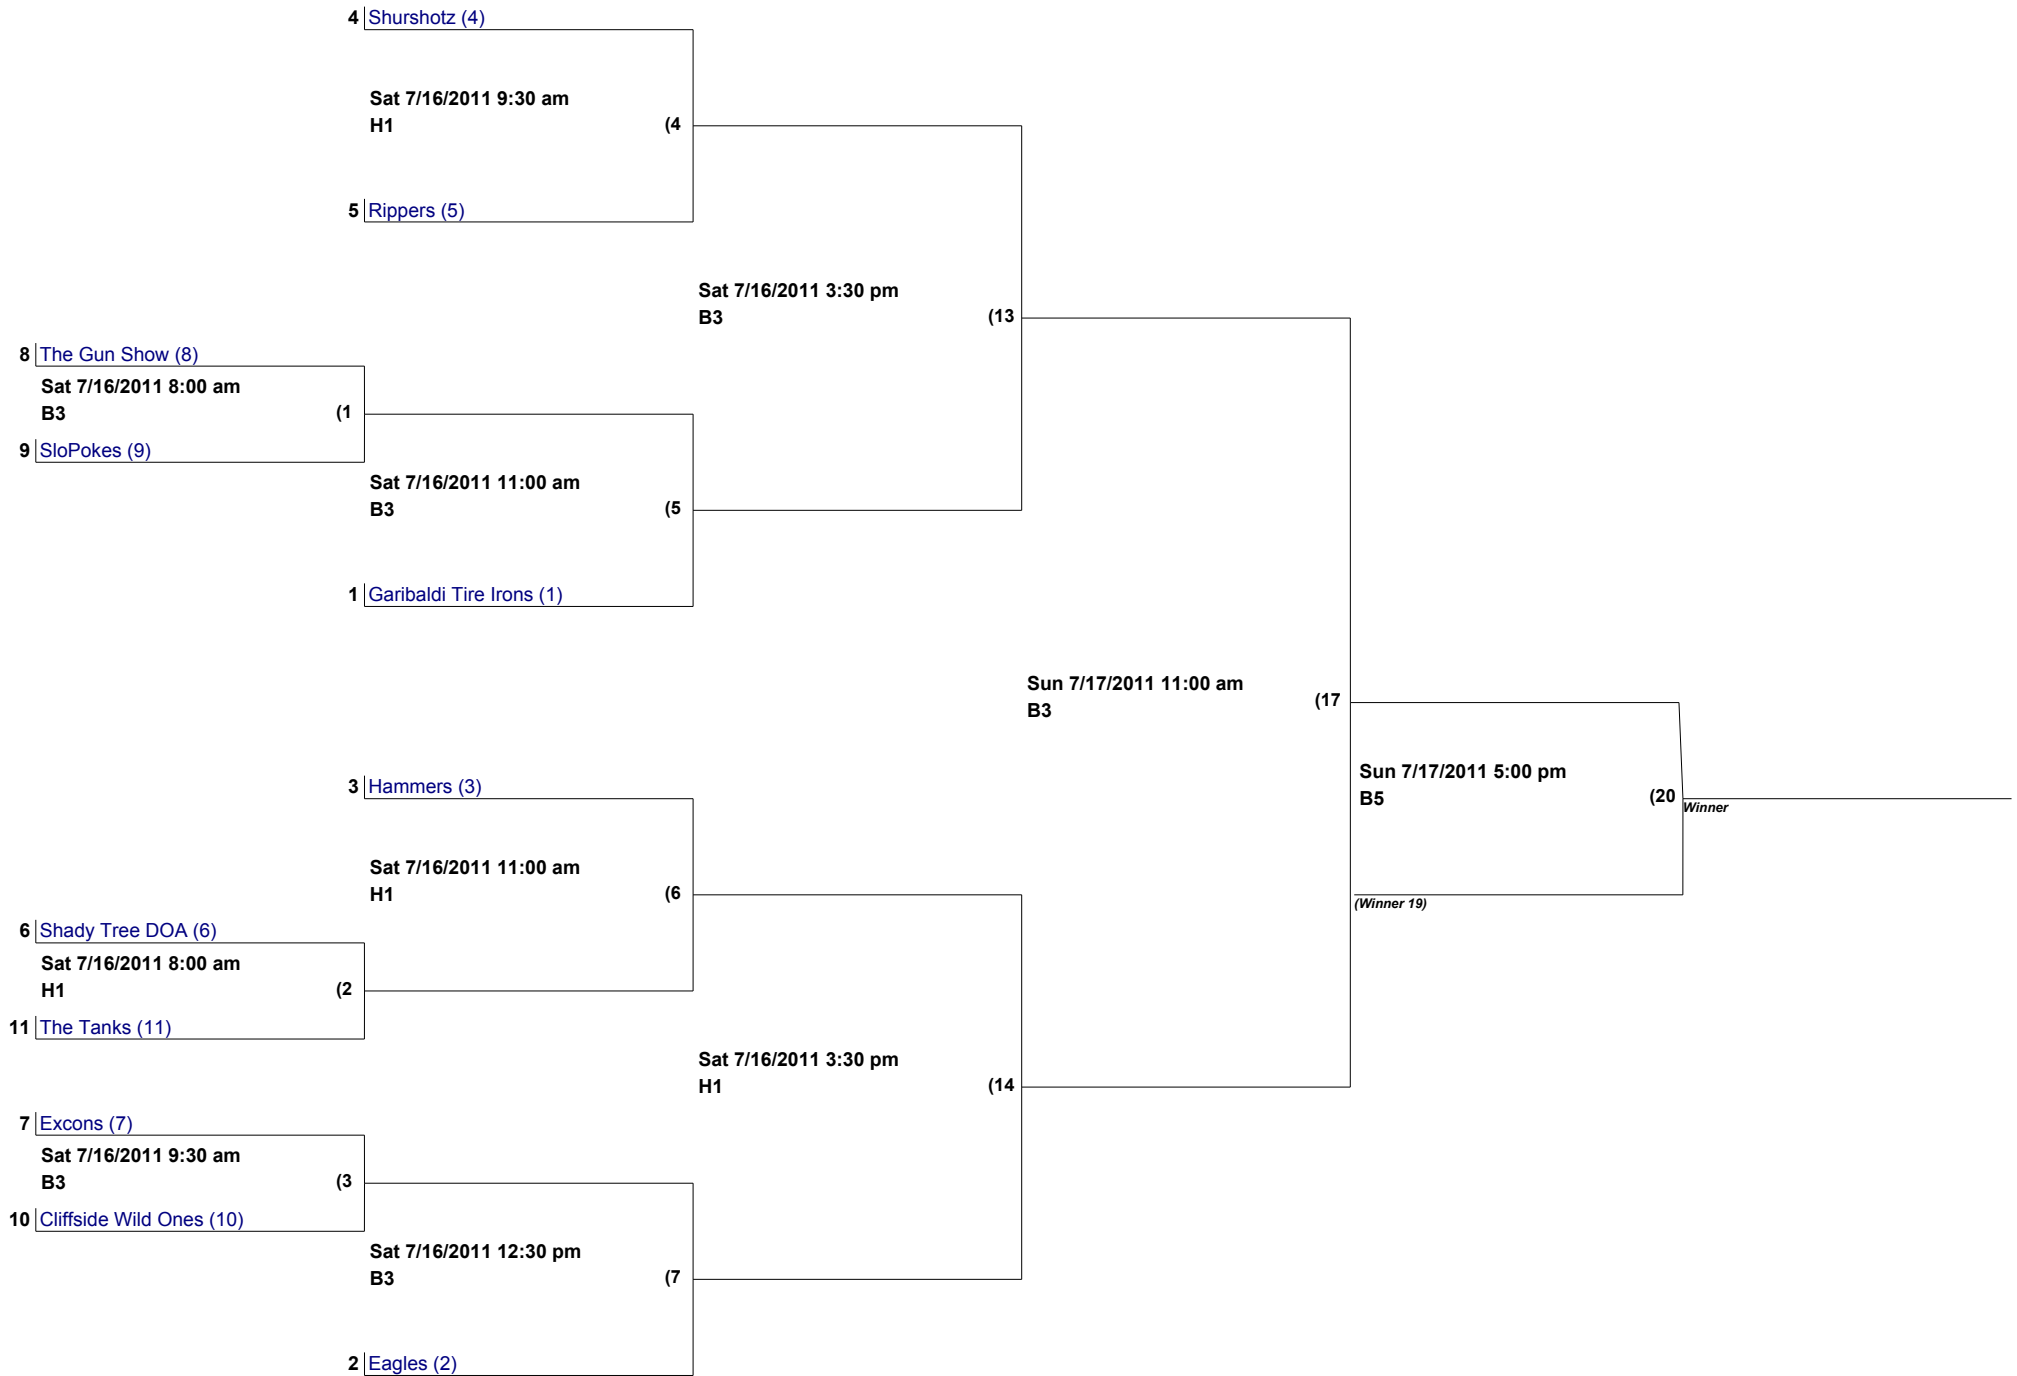 4 Shurshotz (4)
Sat 7/16/2011 9:30 am
H1 (4
5 Rippers (5)
Sat 7/16/2011 3:30 pm
B3 (13
8 The Gun Show (8)
Sat 7/16/2011 8:00 am
B3 (1
9 SloPokes (9)
Sat 7/16/2011 11:00 am
B3 (5
1 Garibaldi Tire Irons (1)
Sun 7/17/2011 11:00 am
B3 (17
Sun 7/17/2011 5:00 pm
B5 (20
Winner
(Winner 19)
3 Hammers (3)
Sat 7/16/2011 11:00 am
H1 (6
6 Shady Tree DOA (6)
Sat 7/16/2011 8:00 am
H1 (2
11 The Tanks (11)
Sat 7/16/2011 3:30 pm
H1 (14
7 Excons (7)
Sat 7/16/2011 9:30 am
B3 (3
10 Cliffside Wild Ones (10)
Sat 7/16/2011 12:30 pm
B3 (7
2 Eagles (2)